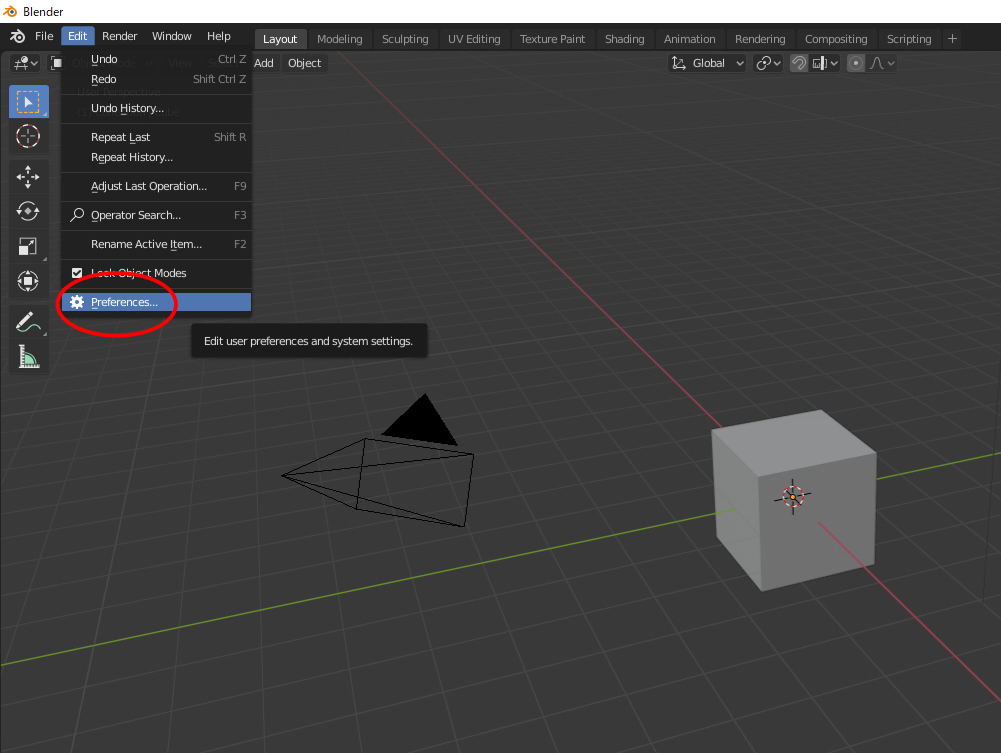 Blender
File Edit Render Window Help Layout Modeling Sculpting UV Editing Texture Paint Shading Animation Rendering Compositing Scripting +
Add Object Global
Undo Ctrl Z
Redo Shift Ctrl Z
Undo History...
Repeat Last Shift R
Repeat History...
Adjust Last Operation... F9
Operator Search... F3
Rename Active Item... F2
Lock Object Modes
Preferences...
Edit user preferences and system settings.